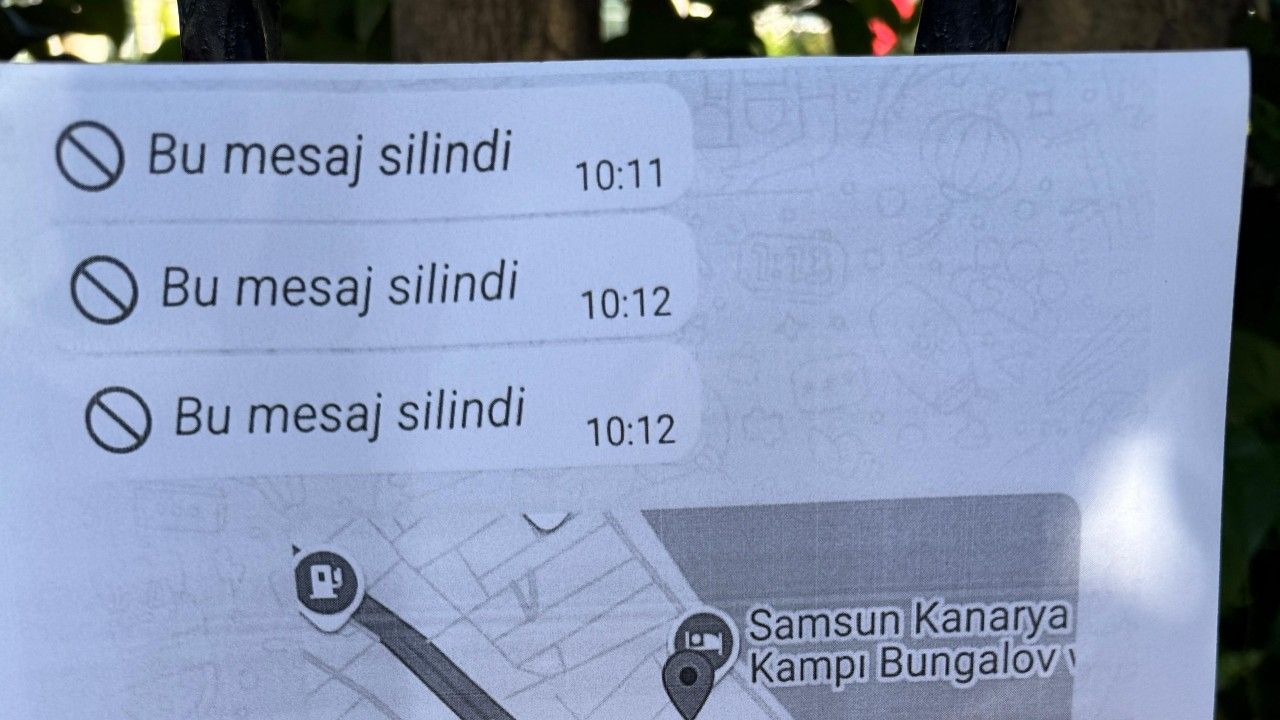 Bu mesaj silindi 10:11
Bu mesaj silindi 10:12
Bu mesaj silindi 10:12
Samsun Kanarya
Kampı Bungalov